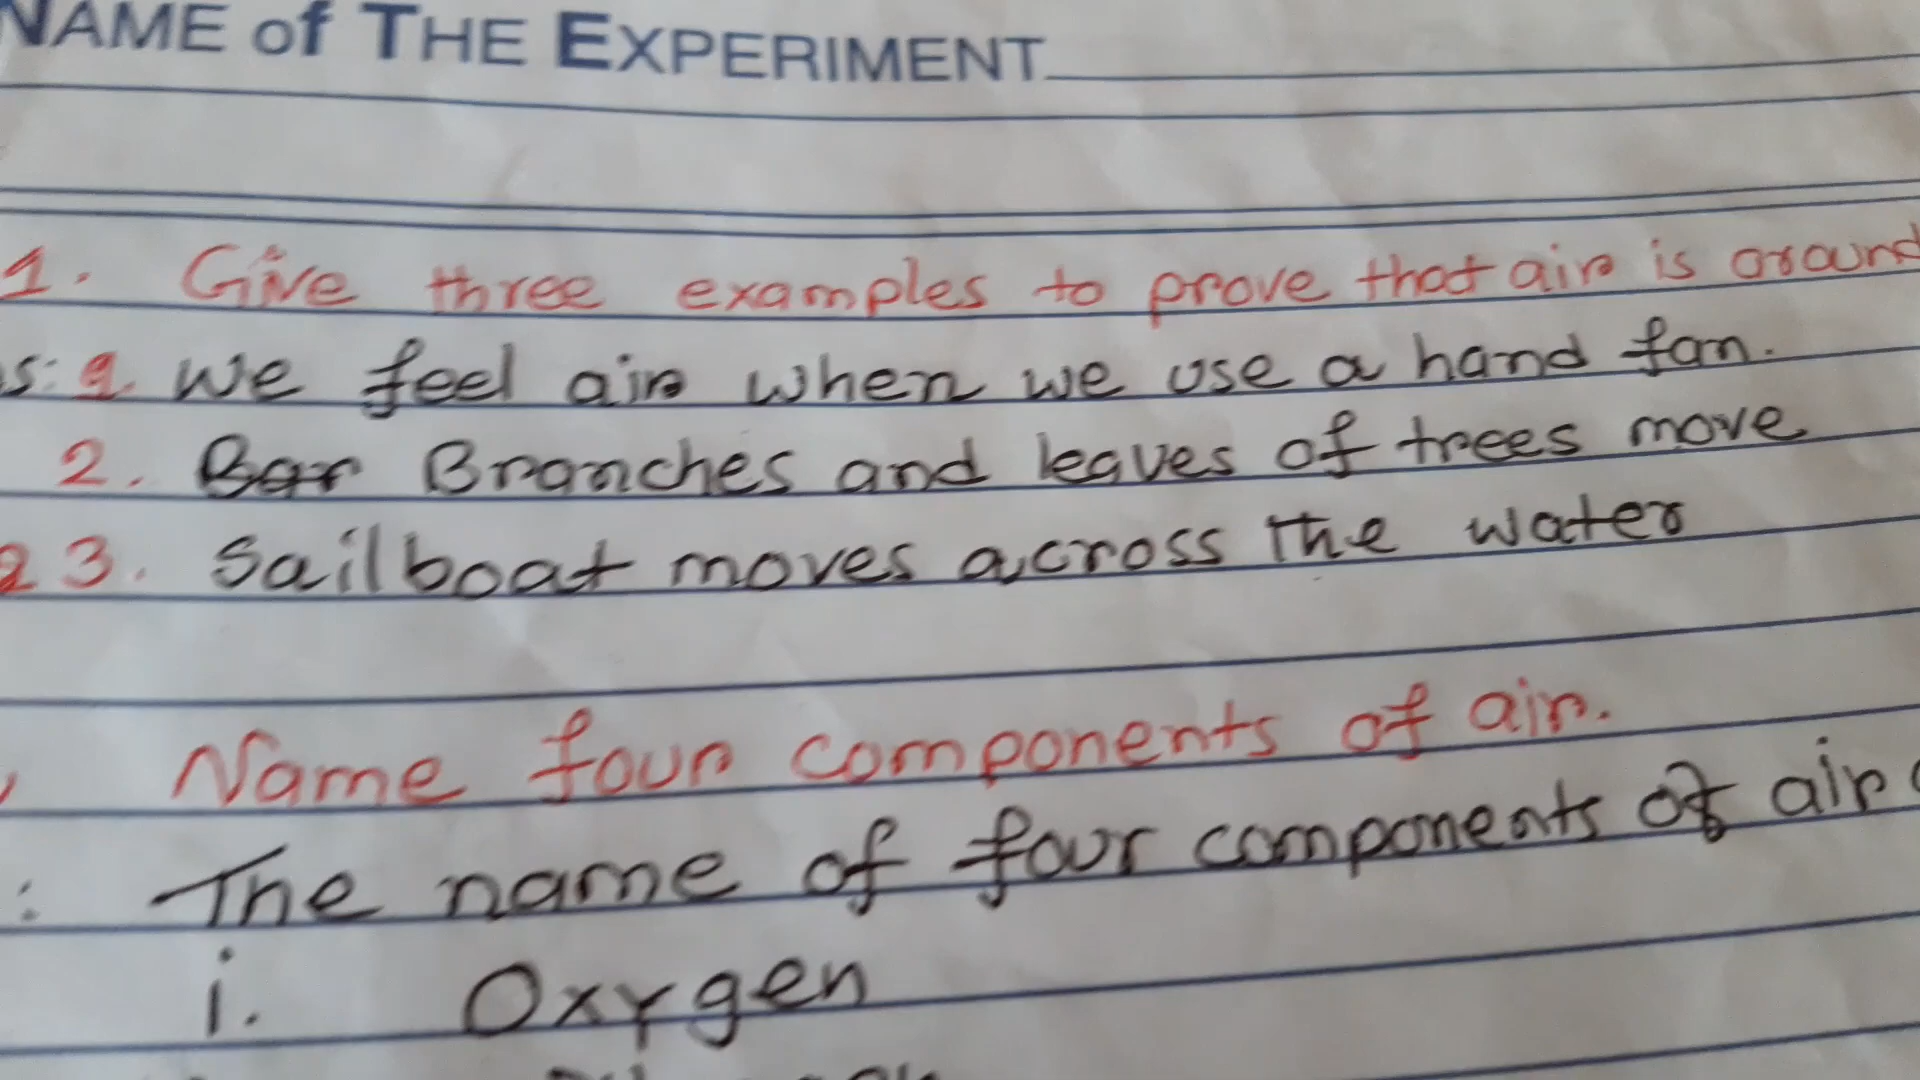 NAME of THE EXPERIMENT
1. Give three examples to prove that air is around
s: 1. We feel air when we use a hand fan.
2. Bar Branches and leaves of trees move
2 3. Sailboat moves across the water
Name four components of air.
: The name of four components of air
i. Oxygen